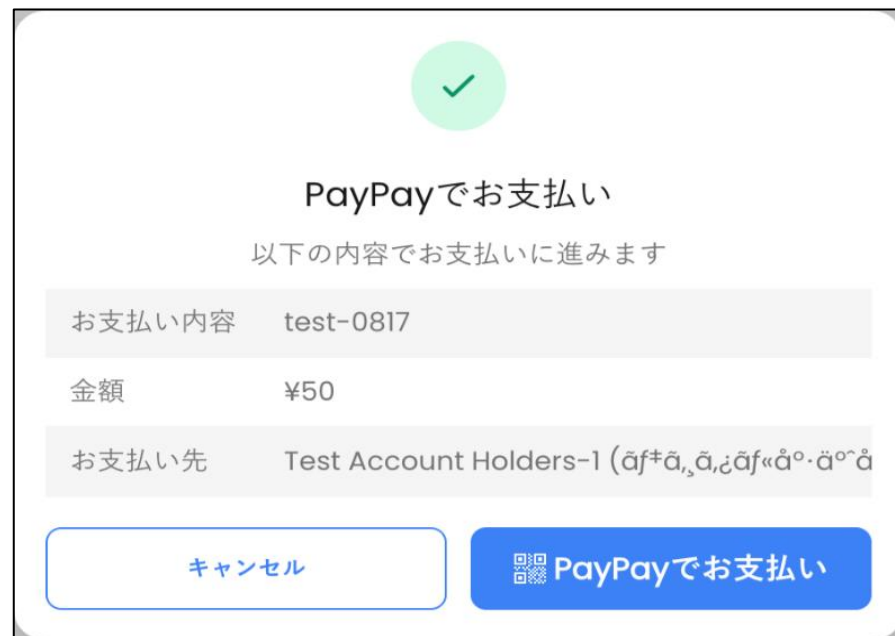 PayPayでお支払い
以下の内容でお支払いに進みます
お支払い内容 test-0817
金額 ¥50
お支払い先 Test Account Holders-1 (ãƒ‡ã‚¸ã‚¿ãƒ«åº·äºˆå
キャンセル
PayPayでお支払い